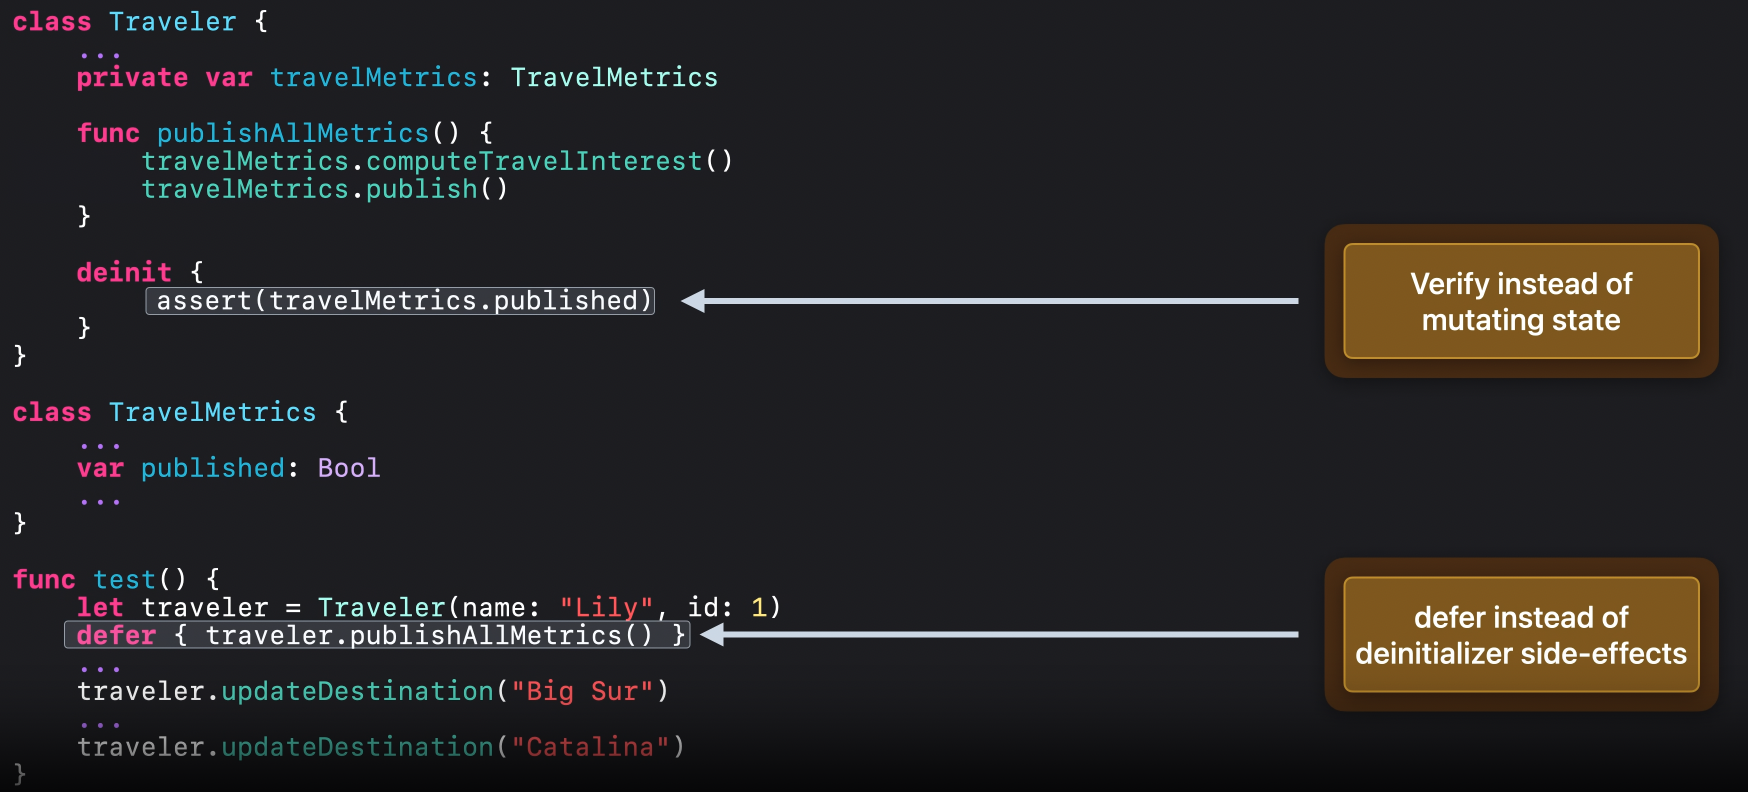 class Traveler {
    ...
    private var travelMetrics: TravelMetrics
    func publishAllMetrics() {
        travelMetrics.computeTravelInterest()
        travelMetrics.publish()
    }
    deinit {
        assert(travelMetrics.published)
    }
}
Verify instead of
mutating state
class TravelMetrics {
    ...
    var published: Bool
    ...
}
func test() {
    let traveler = Traveler(name: "Lily", id: 1)
    defer { traveler.publishAllMetrics() }
    ...
    traveler.updateDestination("Big Sur")
    ...
    traveler.updateDestination("Catalina")
}
defer instead of
deinitializer side-effects